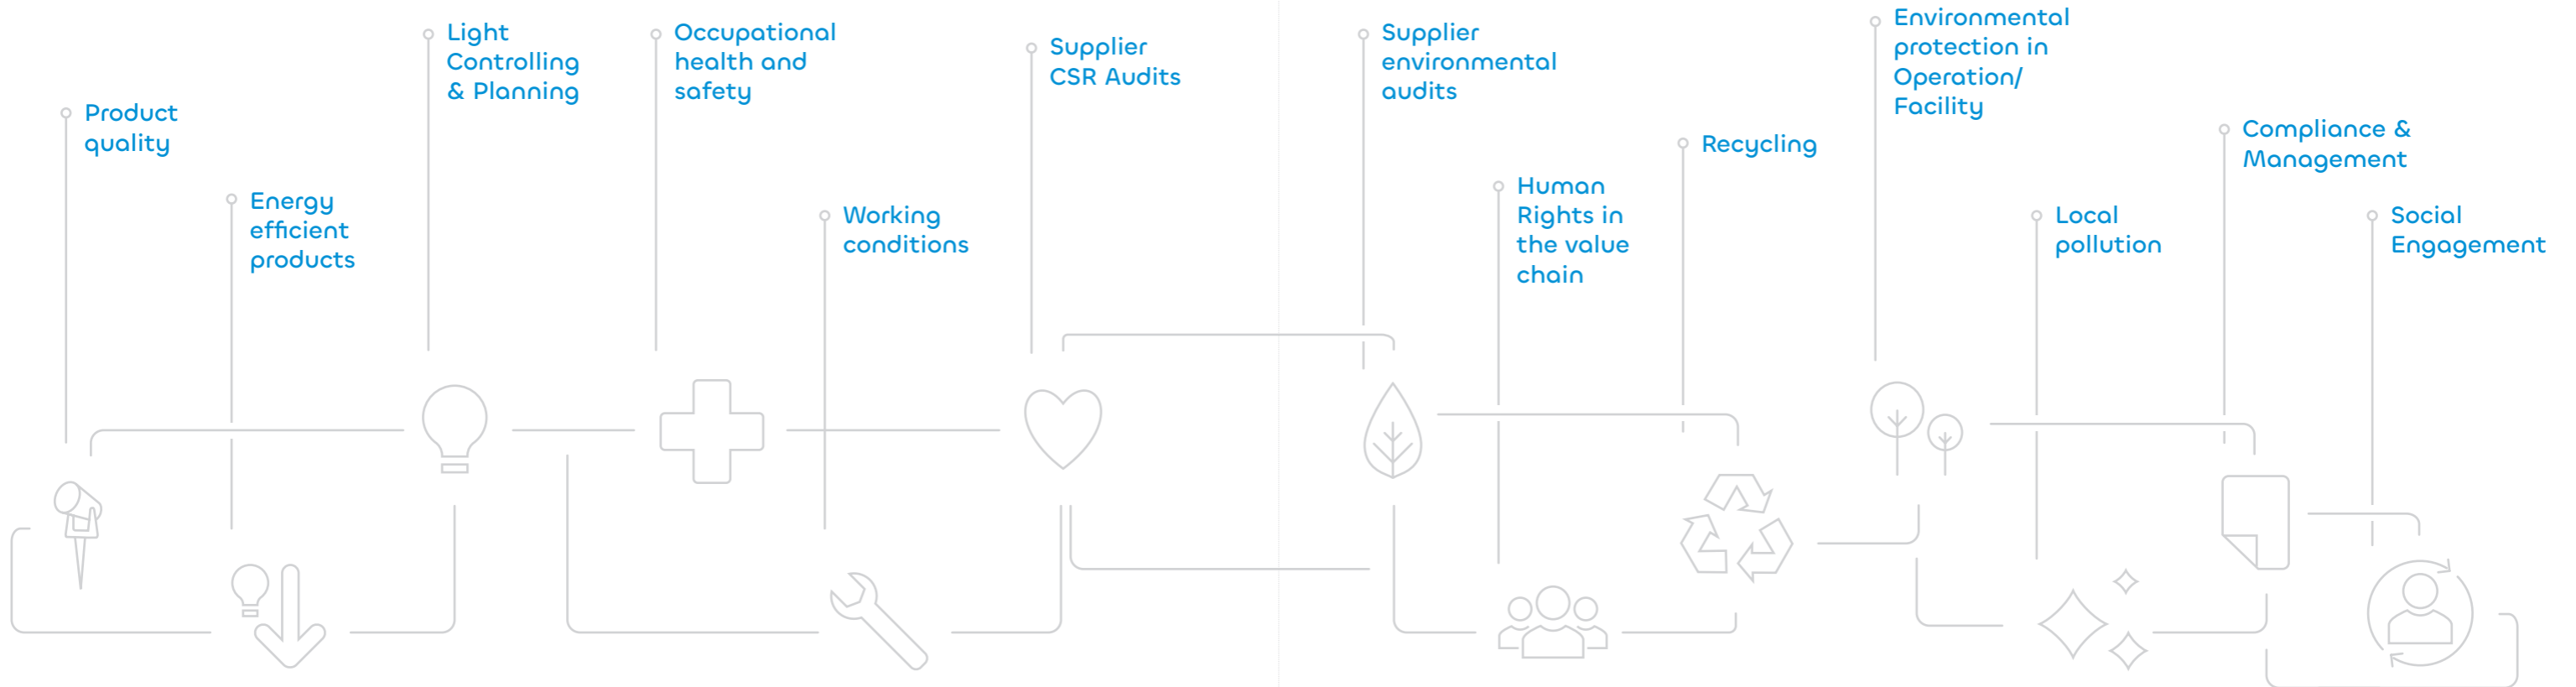 Product
quality
Energy
efficient
products
Light
Controlling
& Planning
Occupational
health and
safety
Working
conditions
Supplier
CSR Audits
Supplier
environmental
audits
Human
Rights in
the value
chain
Recycling
Environmental
protection in
Operation/
Facility
Local
pollution
Compliance &
Management
Social
Engagement